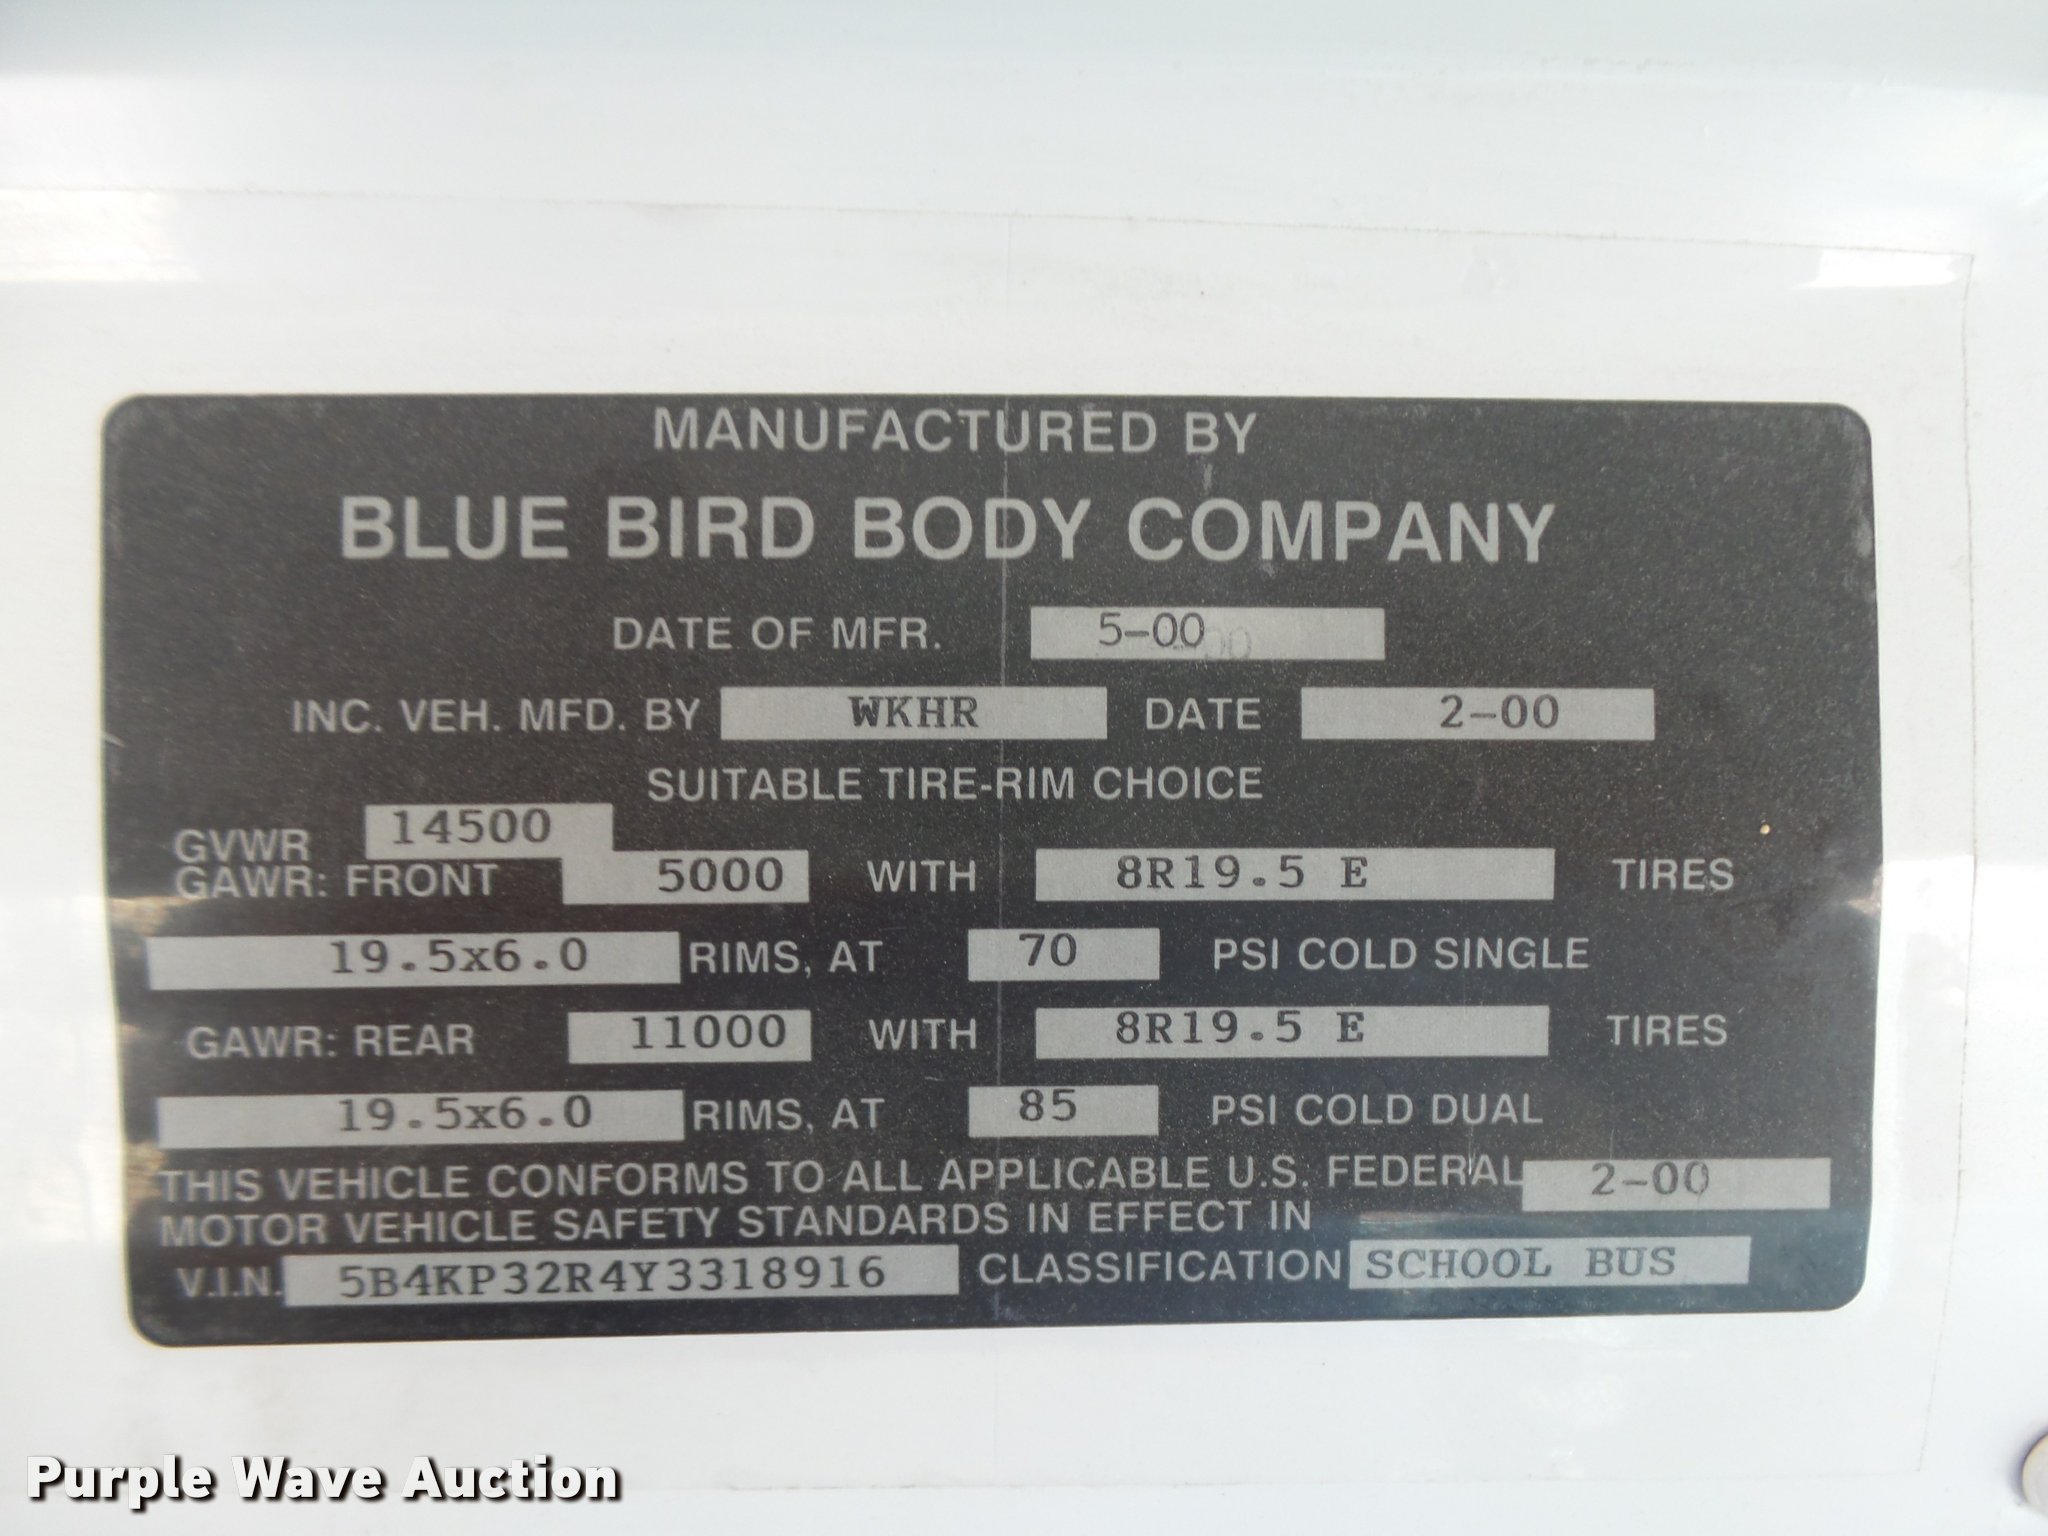 MANUFACTURED BY
BLUE BIRD BODY COMPANY
DATE OF MFR. 5-00
INC. VEH. MFD. BY WKHR DATE 2-00
SUITABLE TIRE-RIM CHOICE
GVWR 14500
GAWR: FRONT 5000 WITH 8R19.5 E TIRES
19.5x6.0 RIMS, AT 70 PSI COLD SINGLE
GAWR: REAR 11000 WITH 8R19.5 E TIRES
19.5x6.0 RIMS, AT 85 PSI COLD DUAL
THIS VEHICLE CONFORMS TO ALL APPLICABLE U.S. FEDERAL 2-00
MOTOR VEHICLE SAFETY STANDARDS IN EFFECT IN
V.I.N. 5B4KP32R4Y3318916 CLASSIFICATION SCHOOL BUS
Purple Wave Auction